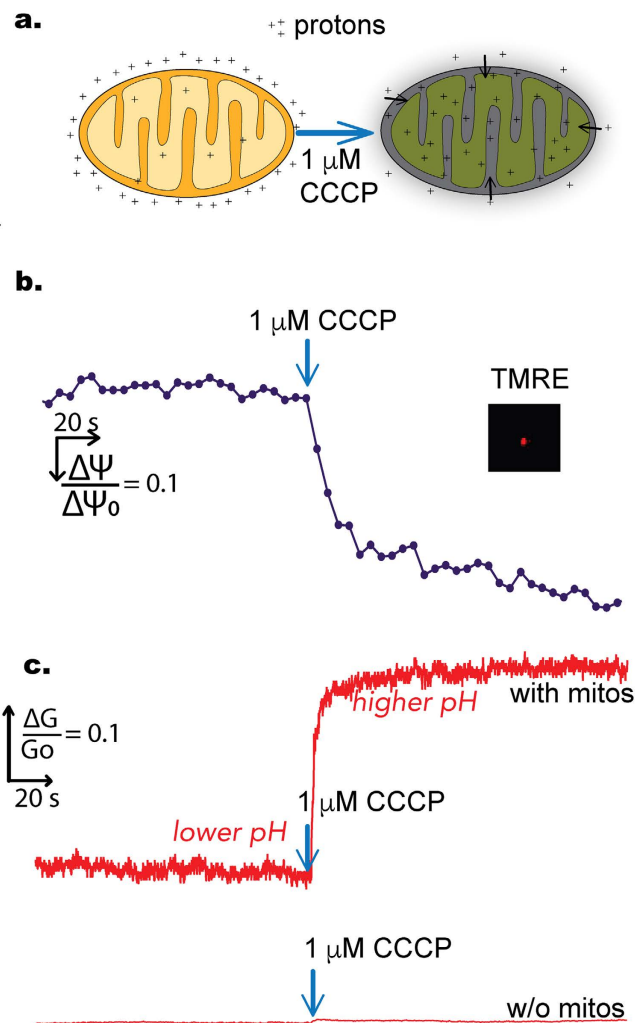 a.
+ + + protons
1 μM
CCCP
b.
1 μM CCCP
TMRE
20 s
ΔΨ
ΔΨ₀ = 0.1
c.
higher pH
with mitos
ΔG
Go = 0.1
20 s
1 μM CCCP
lower pH
1 μM CCCP
w/o mitos